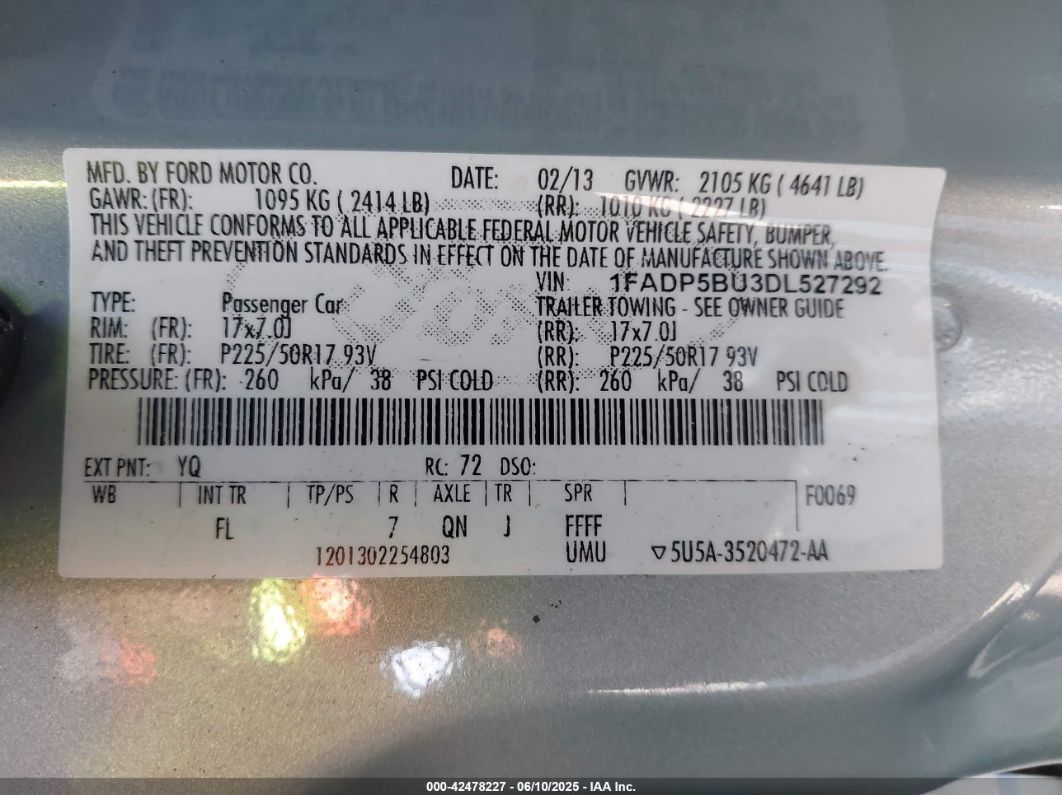 MFD. BY FORD MOTOR CO. DATE: 02/13 GVWR: 2105 KG ( 4641 LB)
GAWR: (FR): 1095 KG ( 2414 LB) (RR): 1010 KG ( 2227 LB)
THIS VEHICLE CONFORMS TO ALL APPLICABLE FEDERAL MOTOR VEHICLE SAFETY, BUMPER,
AND THEFT PREVENTION STANDARDS IN EFFECT ON THE DATE OF MANUFACTURE SHOWN ABOVE.
VIN: 1FADP5BU3DL527292
TYPE: Passenger Car TRAILER TOWING - SEE OWNER GUIDE
RIM: (FR): 17x7.0J (RR): 17x7.0J
TIRE: (FR): P225/50R17 93V (RR): P225/50R17 93V
PRESSURE: (FR): 260 kPa/ 38 PSI COLD (RR): 260 kPa/ 38 PSI COLD
EXT PNT: YQ RC: 72 DSO:
WB INT TR TP/PS R AXLE TR SPR F0069
FL 7 QN J FFFF
1201302254803 UMU ▽5U5A-3520472-AA
000-42478227 - 06/10/2025 - IAA Inc.